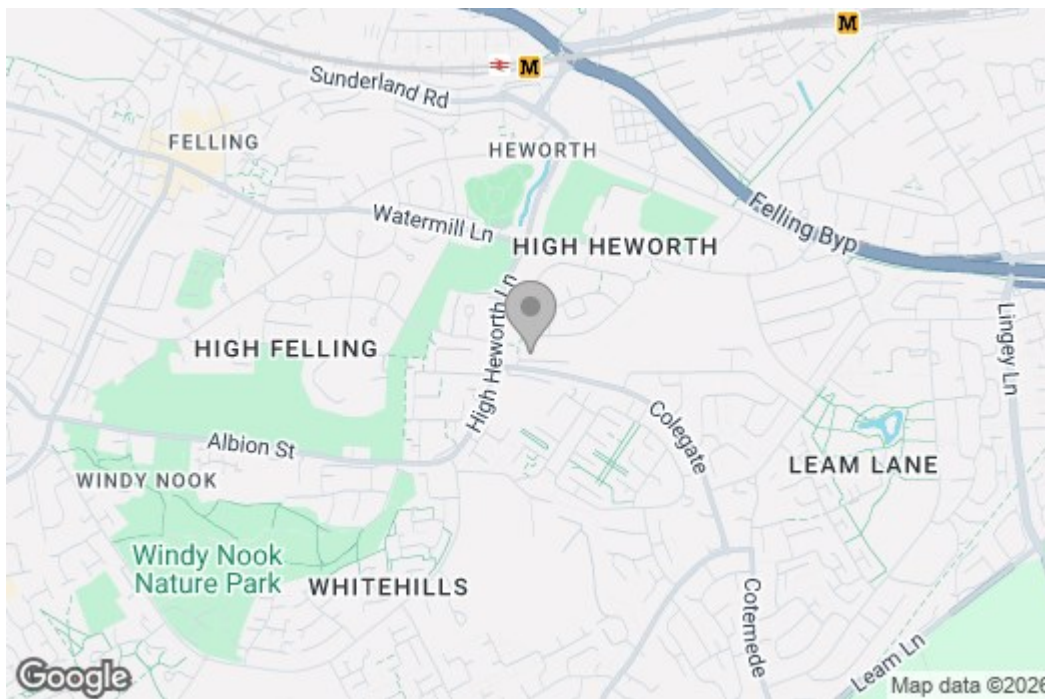 M
M
Sunderland Rd
FELLING
HEWORTH
Watermill Ln
Felling Byp
HIGH HEWORTH
High Heworth Ln
Lingey Ln
HIGH FELLING
Colegate
Albion St
LEAM LANE
WINDY NOOK
Windy Nook
Nature Park
WHITEHILLS
Cotemede
Leam Ln
Google
Map data ©2026